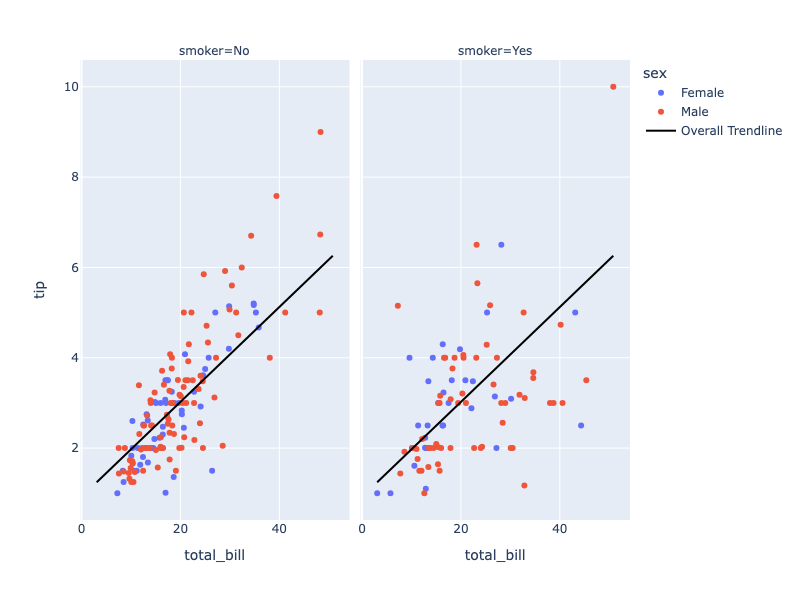 smoker=No
smoker=Yes
sex
Female
Male
Overall Trendline
tip
10
8
6
4
2
0
20
40
0
20
40
total_bill
total_bill